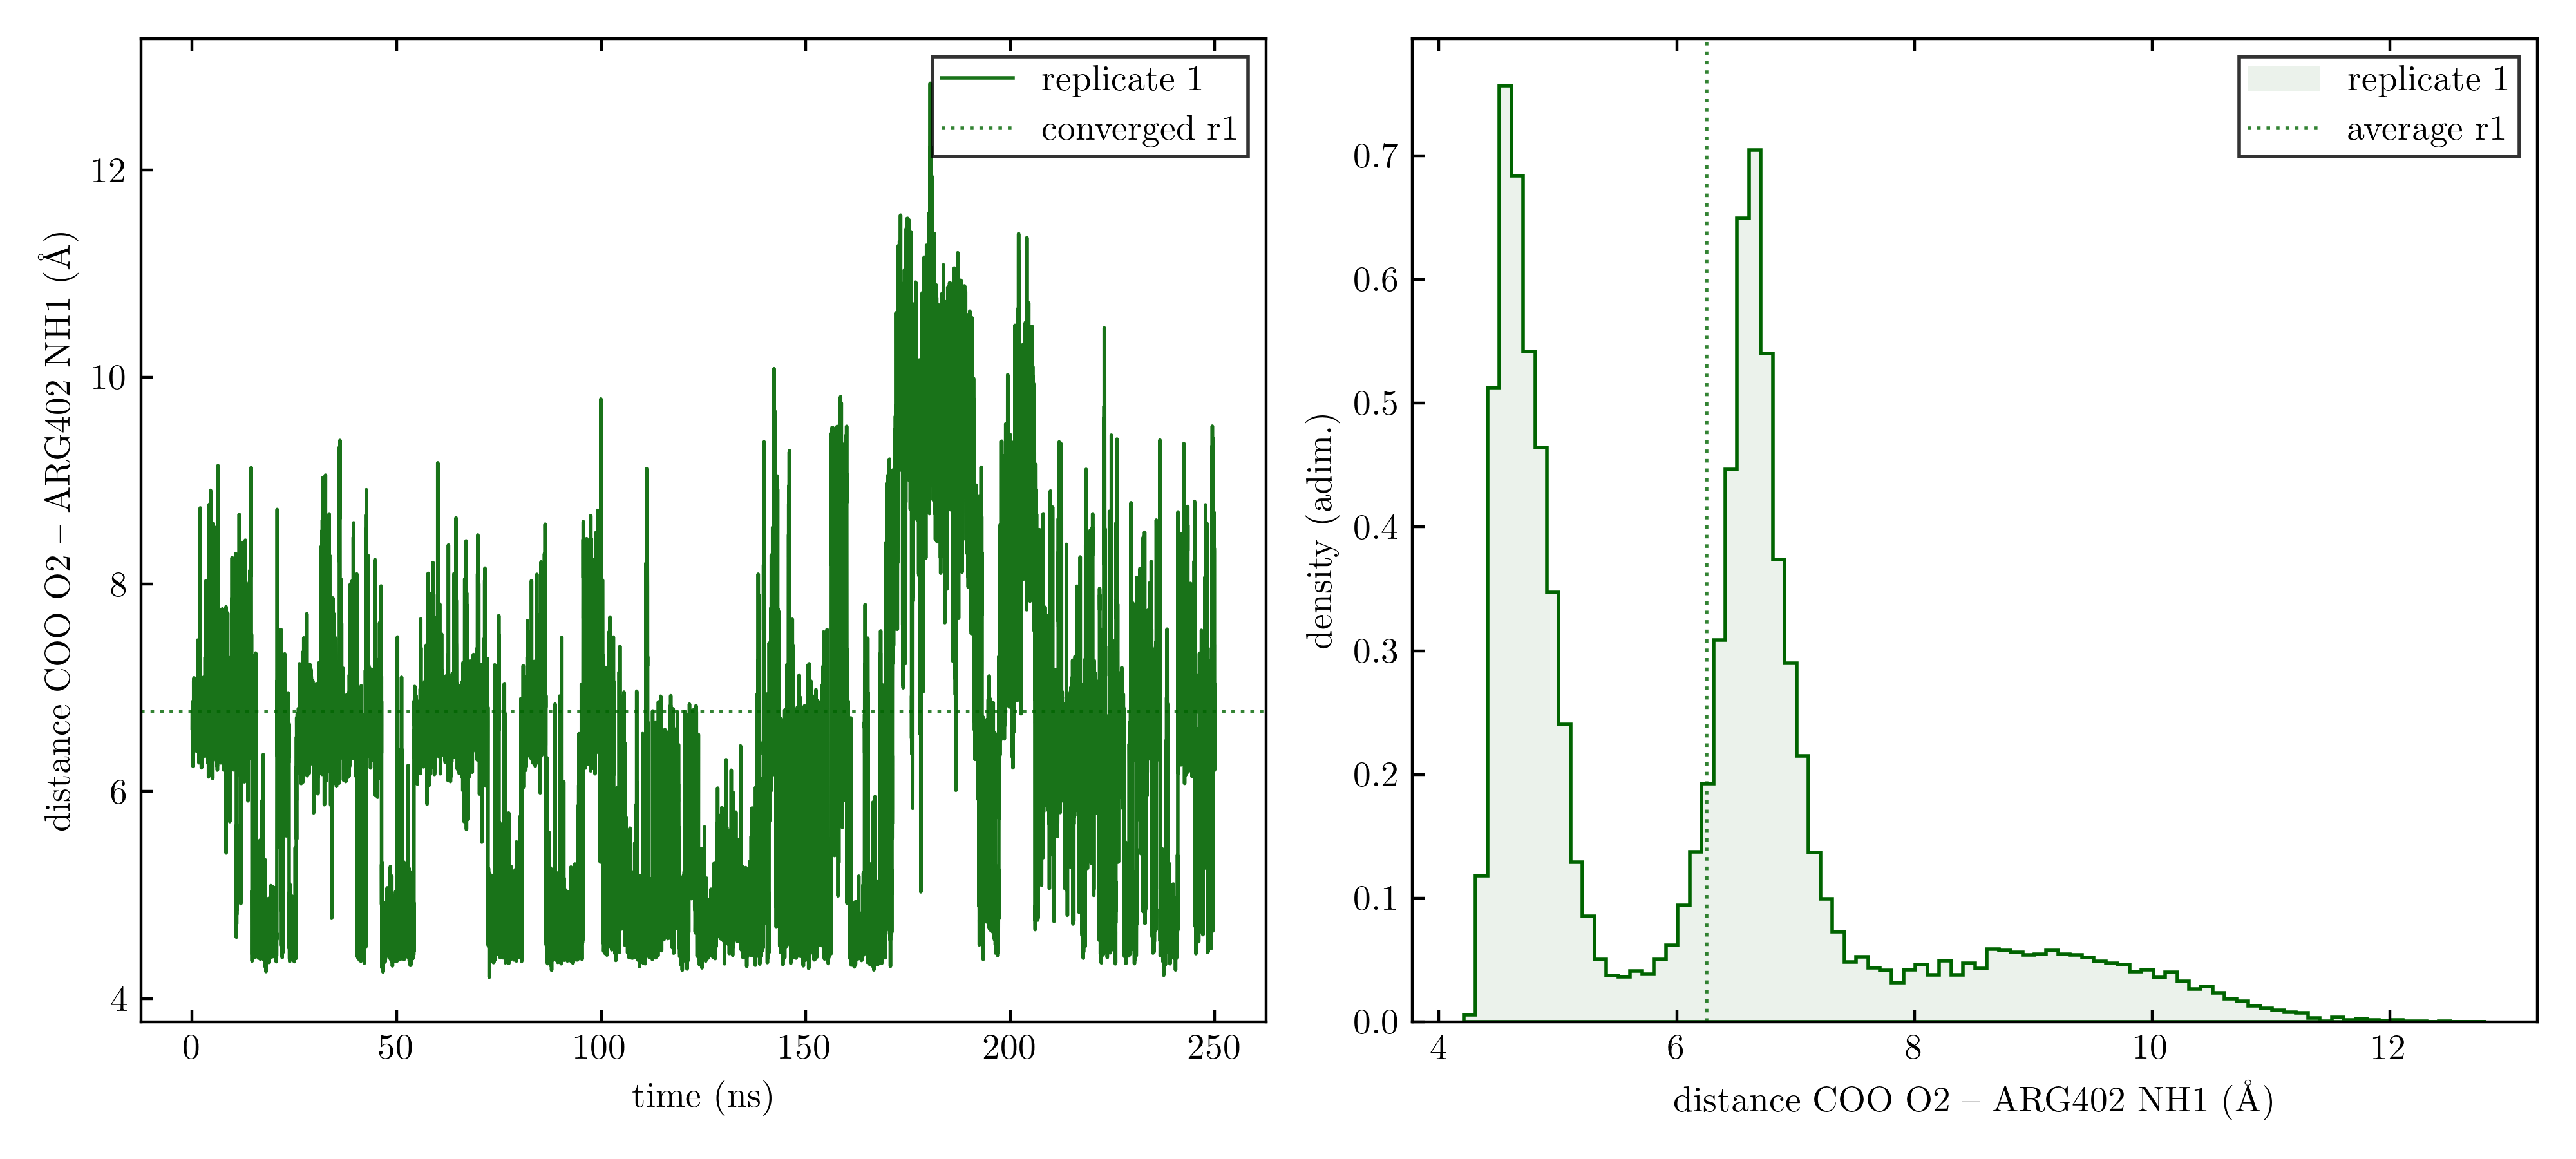 replicate 1
converged r1
12
10
8
6
4
distance COO O2 – ARG402 NH1 (Å)
0 50 100 150 200 250
time (ns)
replicate 1
average r1
0.7
0.6
0.5
0.4
0.3
0.2
0.1
0.0
density (adim.)
4 6 8 10 12
distance COO O2 – ARG402 NH1 (Å)